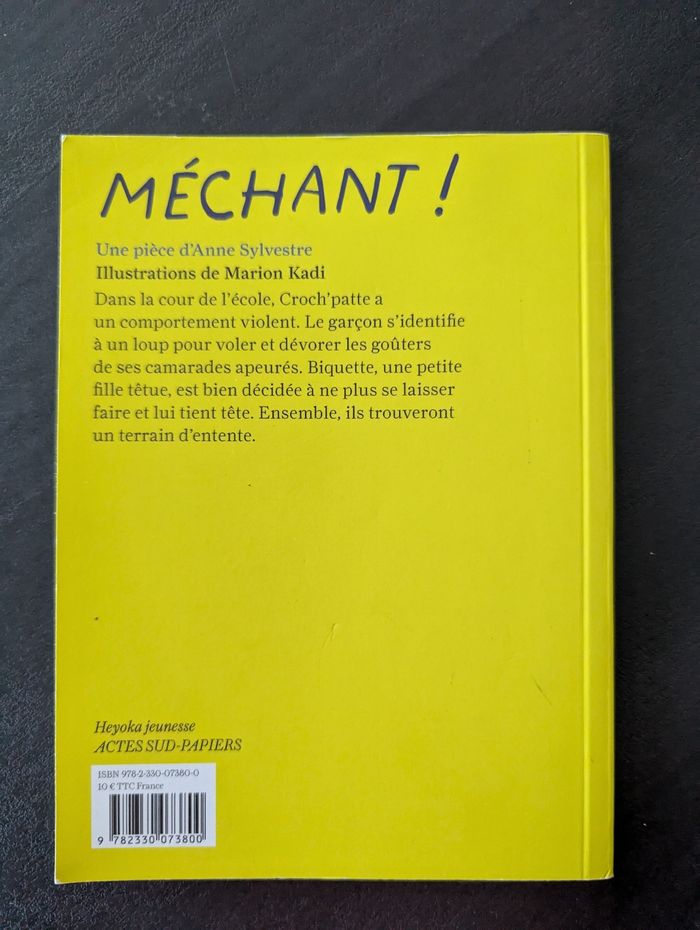 MÉCHANT !
Une pièce d'Anne Sylvestre
Illustrations de Marion Kadi
Dans la cour de l'école, Croch'patte a
un comportement violent. Le garçon s'identifie
à un loup pour voler et dévorer les goûters
de ses camarades apeurés. Biquette, une petite
fille têtue, est bien décidée à ne plus se laisser
faire et lui tient tête. Ensemble, ils trouveront
un terrain d'entente.
Heyoka jeunesse
ACTES SUD-PAPIERS
ISBN 978-2-330-07380-0
10 € TTC France
9 782330 073800